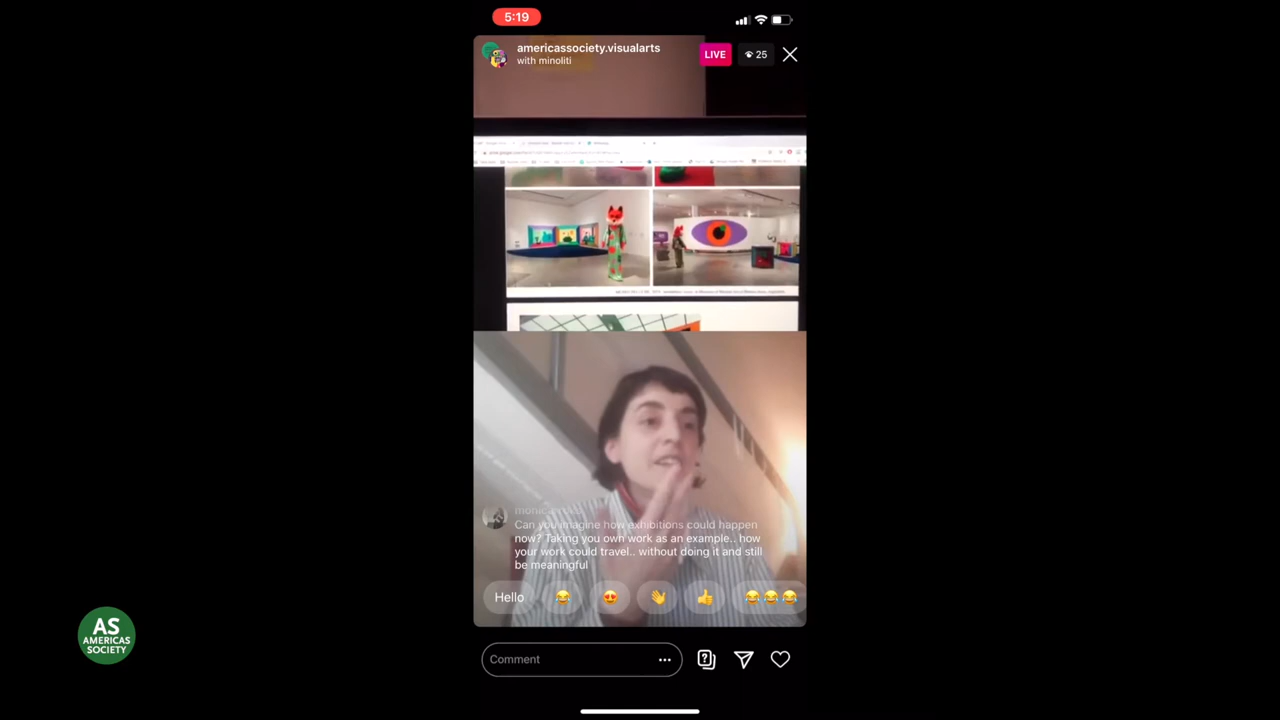 5:19
americassociety.visualarts
with minoliti
LIVE
25
Can you imagine how exhibitions could happen
now? Taking you own work as an example.. how
your work could travel.. without doing it and still
be meaningful
Hello
Comment
AS
AMERICAS
SOCIETY